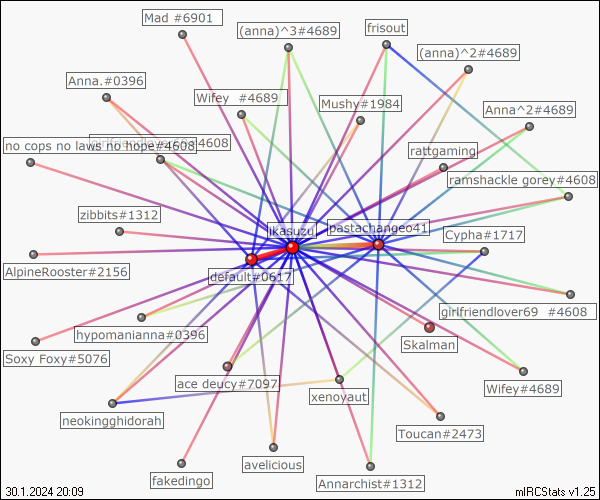 Mad #6901
(anna)^3#4689
frisout
(anna)^2#4689
Anna.#0396
Wifey #4689
Mushy#1984
Anna^2#4689
no cops no laws no hope#4608
rattgaming
ramshackle gorey#4608
zibbits#1312
ikasuzu
pastachangeo41
Cypha#1717
AlpineRooster#2156
default#0617
girlfriendlover69 #4608
hypomanianna#0396
Skalman
Soxy Foxy#5076
ace deucy#7097
xenoyaut
Wifey#4689
neokingghidorah
Toucan#2473
avelicious
fakedingo
Annarchist#1312
30.1.2024 20:09
mIRCStats v1.25